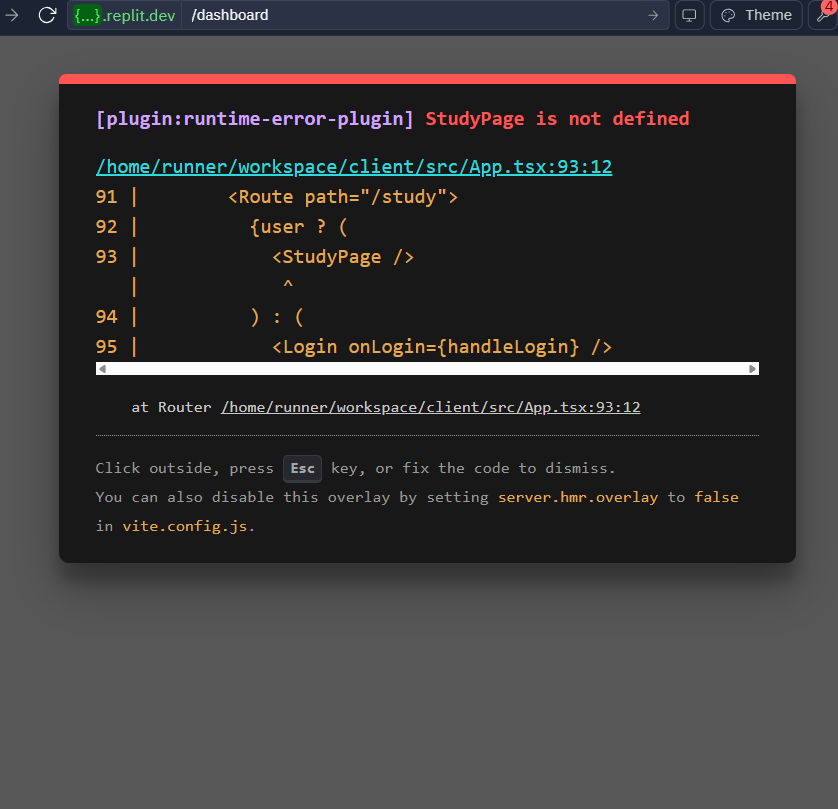 {...}.replit.dev /dashboard Theme 4
[plugin:runtime-error-plugin] StudyPage is not defined
/home/runner/workspace/client/src/App.tsx:93:12
91 | <Route path="/study">
92 | {user ? (
93 | <StudyPage />
| ^
94 | ) : (
95 | <Login onLogin={handleLogin} />
at Router /home/runner/workspace/client/src/App.tsx:93:12
Click outside, press Esc key, or fix the code to dismiss.
You can also disable this overlay by setting server.hmr.overlay to false
in vite.config.js.